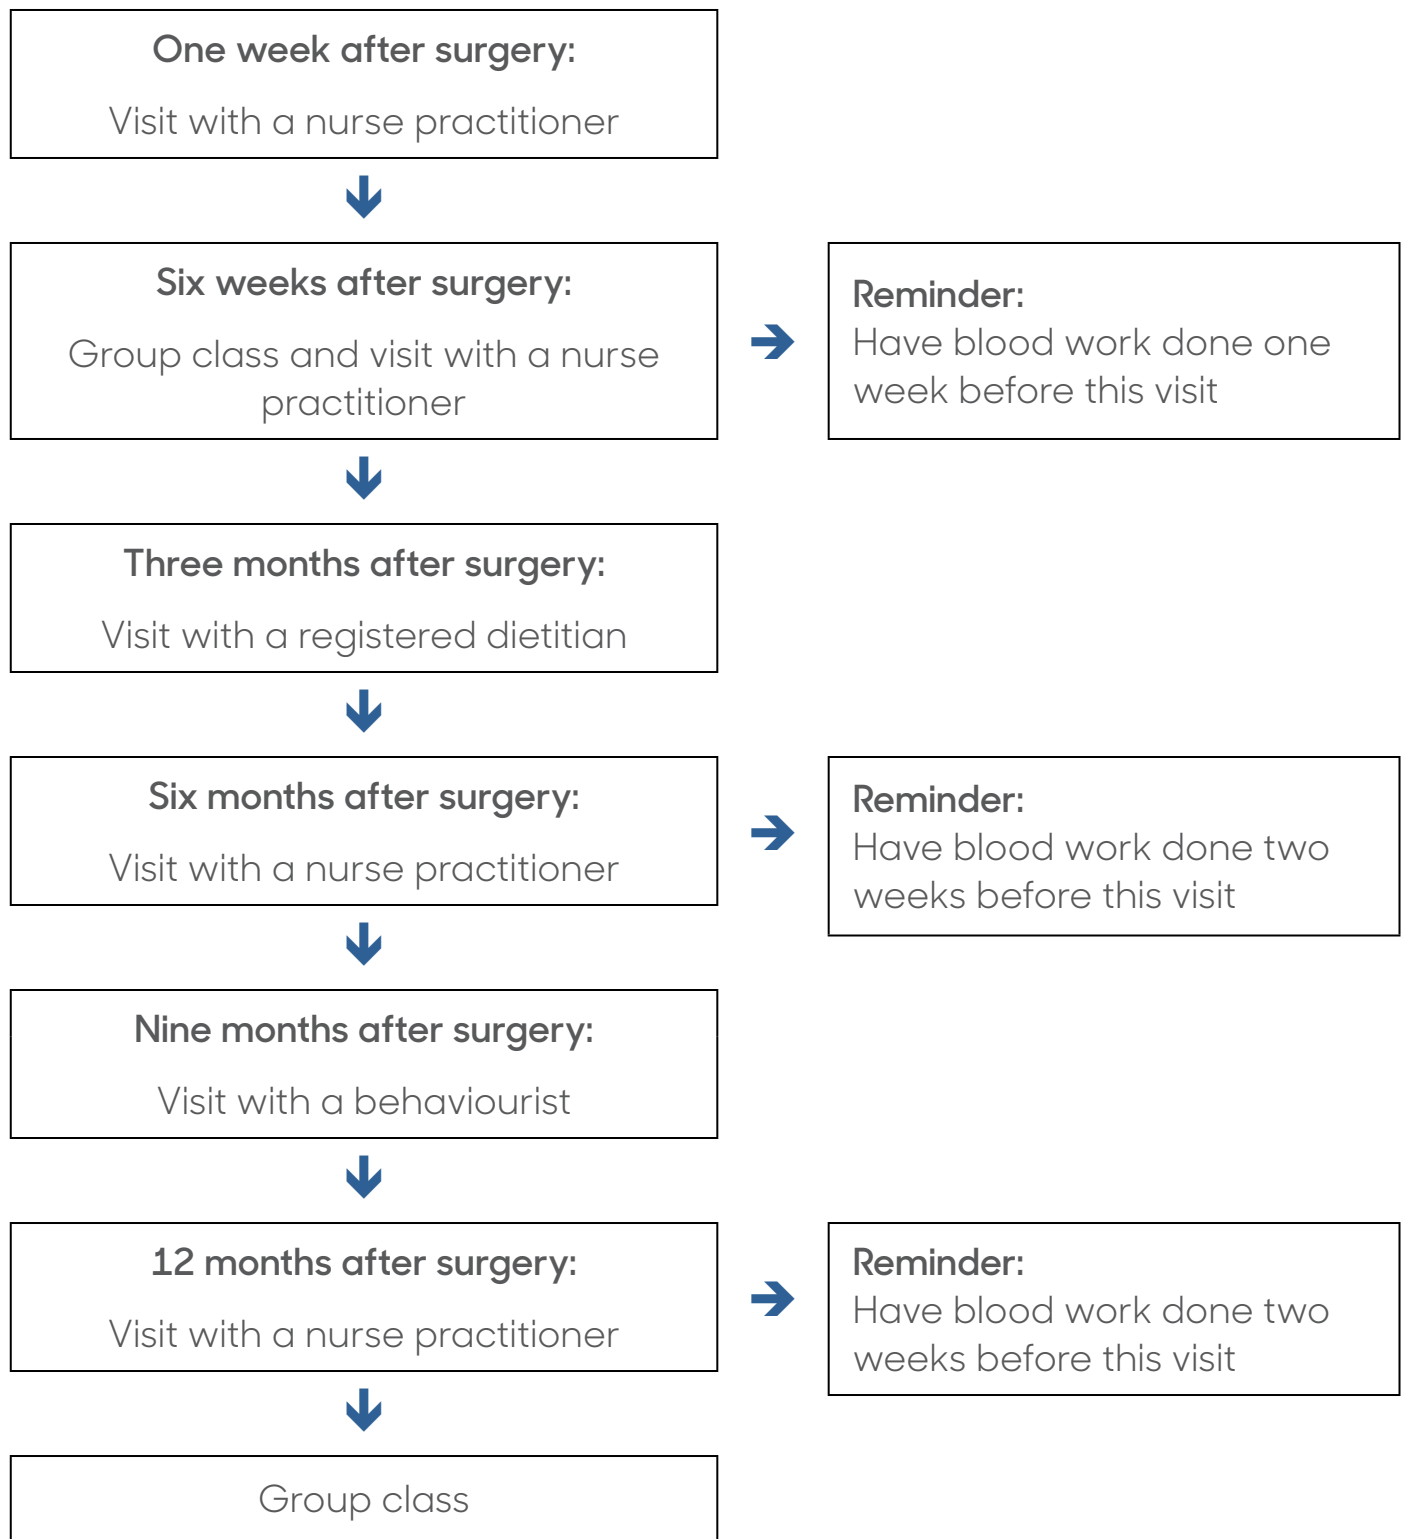 One week after surgery:
Visit with a nurse practitioner
Six weeks after surgery:
Group class and visit with a nurse
practitioner
Reminder:
Have blood work done one
week before this visit
Three months after surgery:
Visit with a registered dietitian
Six months after surgery:
Visit with a nurse practitioner
Reminder:
Have blood work done two
weeks before this visit
Nine months after surgery:
Visit with a behaviourist
12 months after surgery:
Visit with a nurse practitioner
Reminder:
Have blood work done two
weeks before this visit
Group class